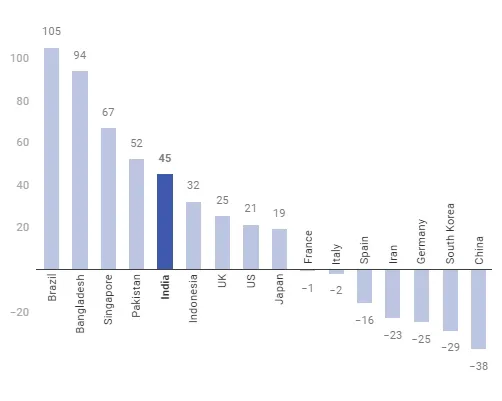 105
94
67
52
45
32
25
21
19
−1
−2
−16
−23
−25
−29
−38
100
80
60
40
20
−20
Brazil
Bangladesh
Singapore
Pakistan
India
Indonesia
UK
US
Japan
France
Italy
Spain
Iran
Germany
South Korea
China